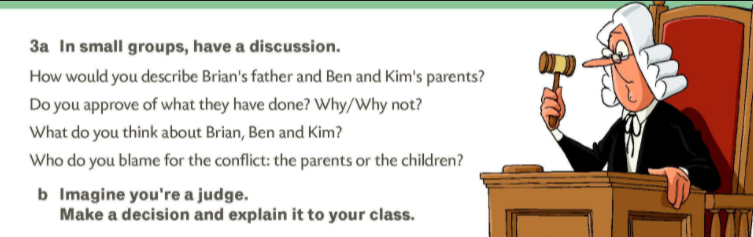 3a In small groups, have a discussion.
How would you describe Brian's father and Ben and Kim's parents?
Do you approve of what they have done? Why/Why not?
What do you think about Brian, Ben and Kim?
Who do you blame for the conflict: the parents or the children?
b Imagine you're a judge.
Make a decision and explain it to your class.